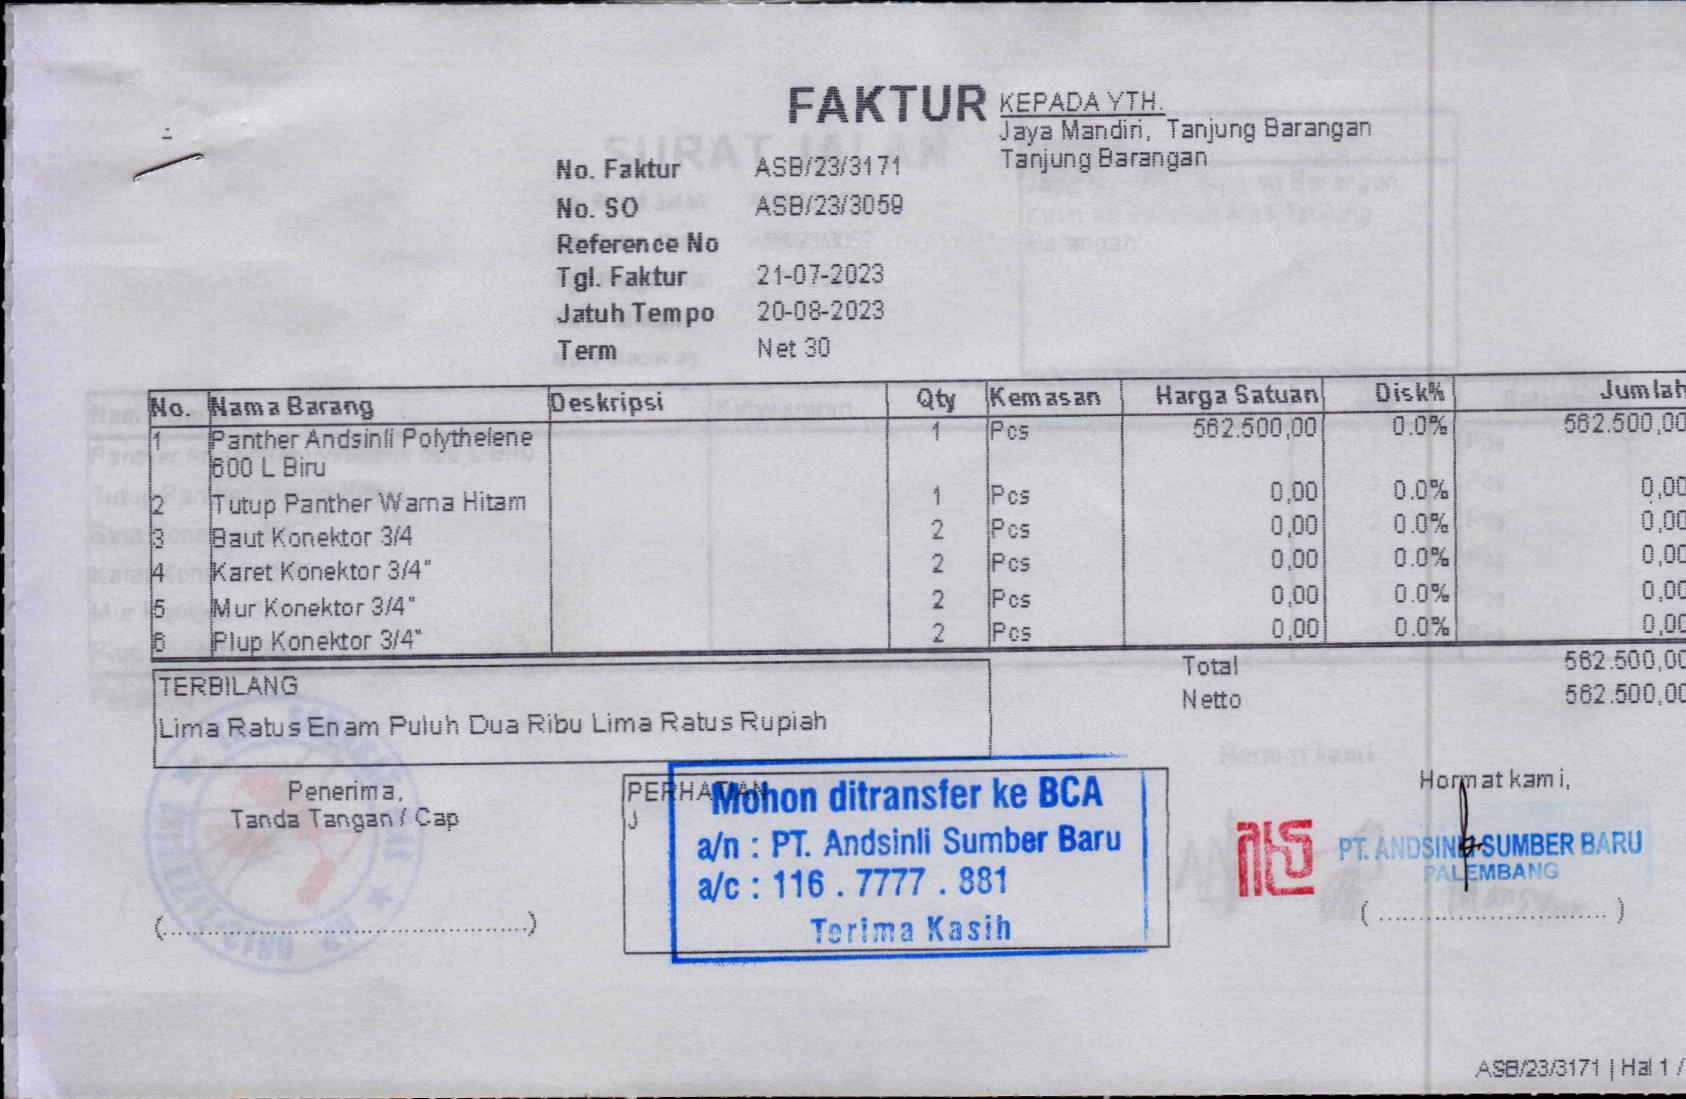 FAKTUR
KEPADA YTH.
Jaya Mandiri, Tanjung Barangan
Tanjung Barangan
No. Faktur ASB/23/3171
No. SO ASB/23/3059
Reference No
Tgl. Faktur 21-07-2023
Jatuh Tempo 20-08-2023
Term Net 30
No. Nama Barang Deskripsi Qty Kemasan Harga Satuan Disk% Jumlah
1 Panther Andsinli Polythelene 1 Pcs 562.500,00 0.0% 562.500,00
600 L Biru
2 Tutup Panther Warna Hitam 1 Pcs 0,00 0.0% 0,00
3 Baut Konektor 3/4 2 Pcs 0,00 0.0% 0,00
4 Karet Konektor 3/4" 2 Pcs 0,00 0.0% 0,00
5 Mur Konektor 3/4" 2 Pcs 0,00 0.0% 0,00
6 Plup Konektor 3/4" 2 Pcs 0,00 0.0% 0,00
Total 562.500,00
Netto 562.500,00
TERBILANG
Lima Ratus Enam Puluh Dua Ribu Lima Ratus Rupiah
Penerima,
Tanda Tangan / Cap
(......................................................)
PERHATIAN
J
Mohon ditransfer ke BCA
a/n : PT. Andsinli Sumber Baru
a/c : 116 . 7777 . 881
Terima Kasih
Hormat kami,
PT. ANDSINLI SUMBER BARU
PALEMBANG
( .................................. )
ASB/23/3171 | Hal 1 /